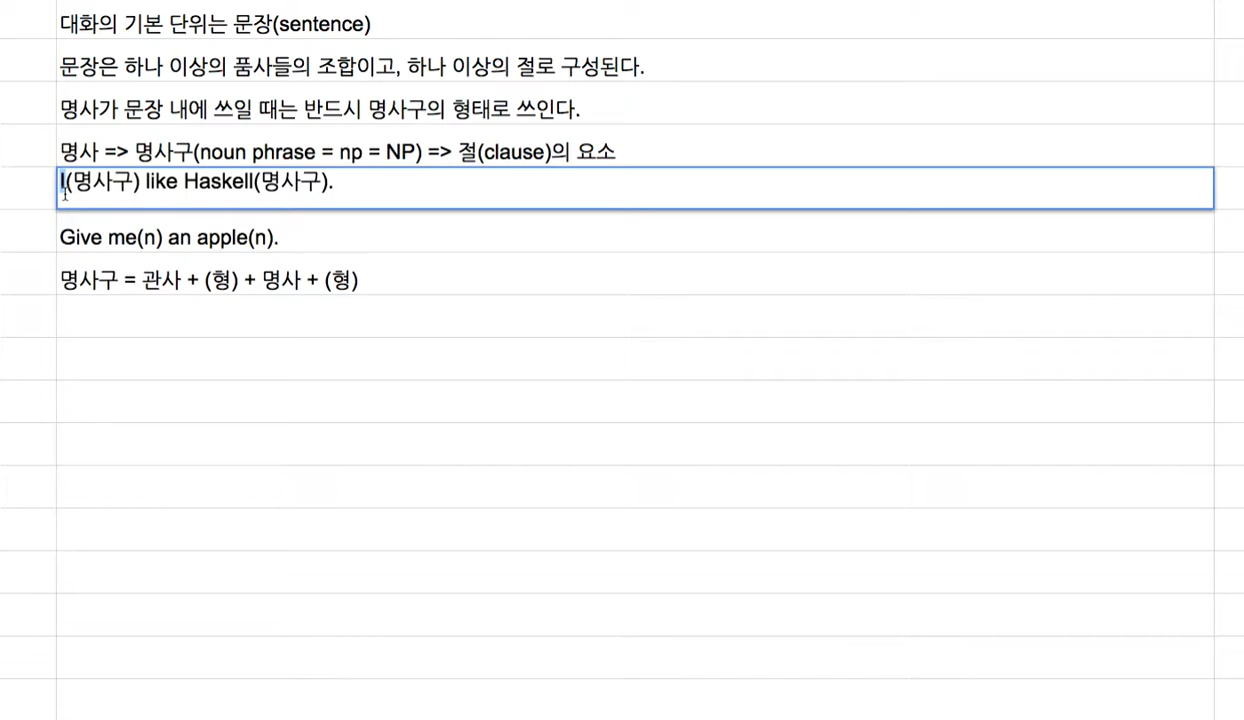 대화의 기본 단위는 문장(sentence)
문장은 하나 이상의 품사들의 조합이고, 하나 이상의 절로 구성된다.
명사가 문장 내에 쓰일 때는 반드시 명사구의 형태로 쓰인다.
명사 => 명사구(noun phrase = np = NP) => 절(clause)의 요소
I(명사구) like Haskell(명사구).
Give me(n) an apple(n).
명사구 = 관사 + (형) + 명사 + (형)